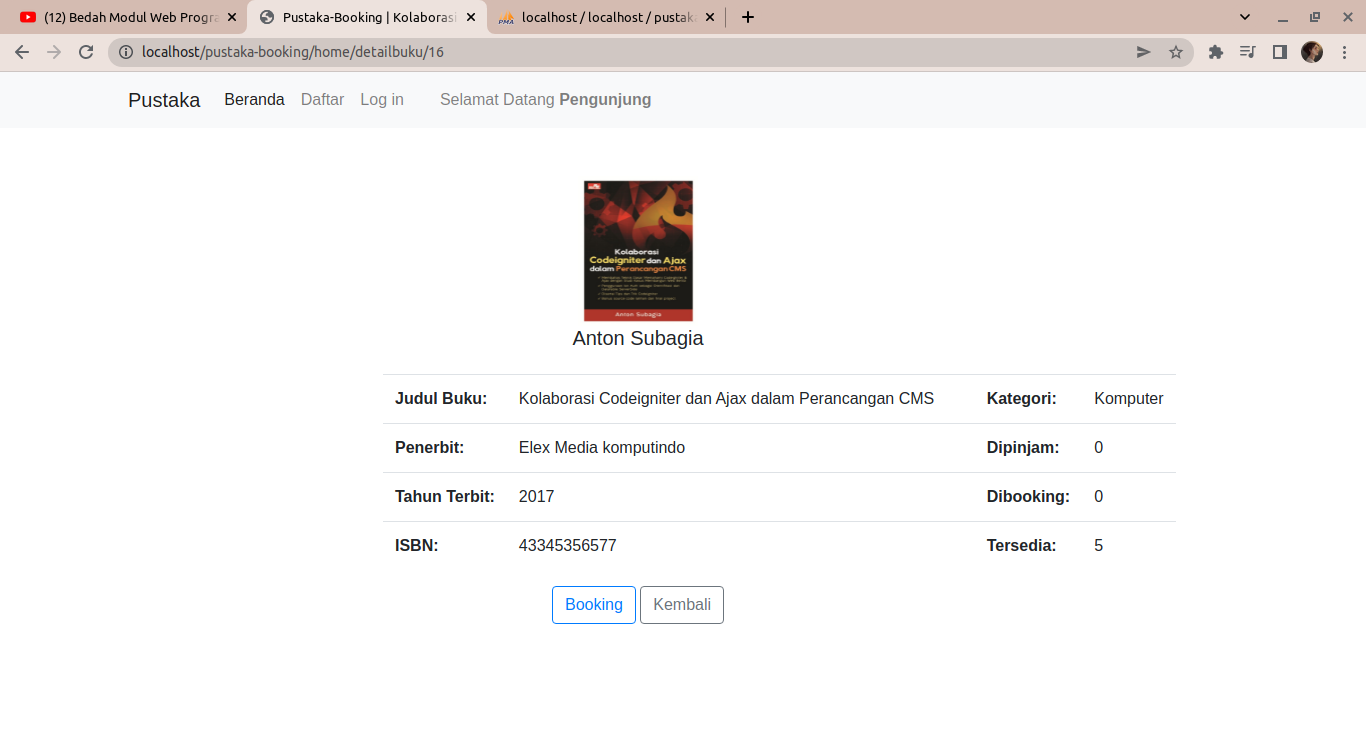 (12) Bedah Modul Web Progra
Pustaka-Booking | Kolaborasi
localhost / localhost / pustaka
localhost/pustaka-booking/home/detailbuku/16
Pustaka Beranda Daftar Log in Selamat Datang Pengunjung
Kolaborasi
Codeigniter dan Ajax
dalam Perancangan CMS
Anton Subagia
Anton Subagia
Judul Buku: Kolaborasi Codeigniter dan Ajax dalam Perancangan CMS Kategori: Komputer
Penerbit: Elex Media komputindo Dipinjam: 0
Tahun Terbit: 2017 Dibooking: 0
ISBN: 43345356577 Tersedia: 5
Booking Kembali